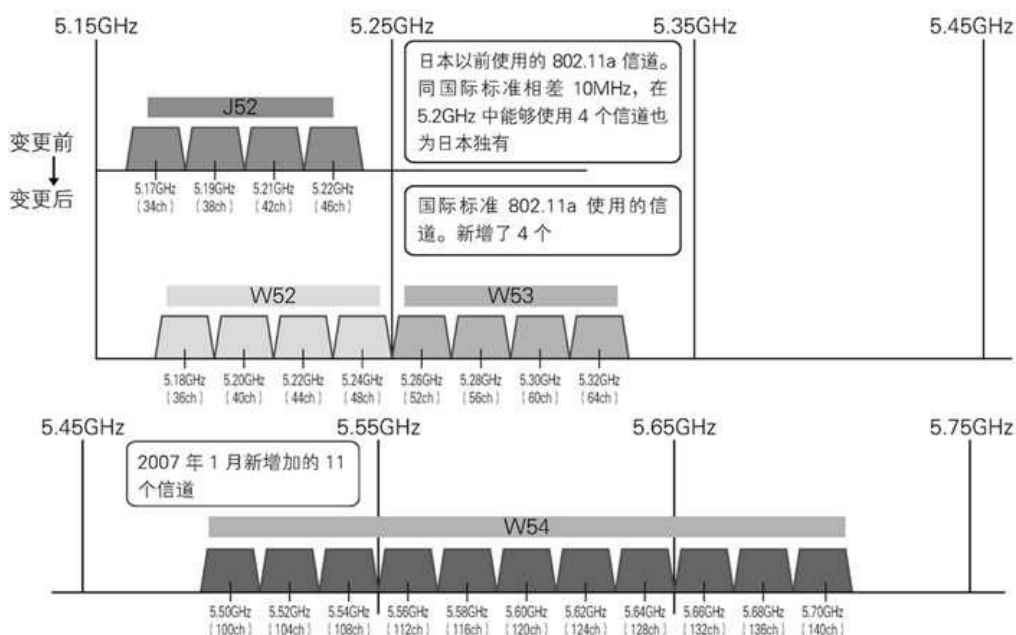 5.15GHz 5.25GHz 5.35GHz 5.45GHz
日本以前使用的 802.11a 信道。
同国际标准相差 10MHz，在
5.2GHz 中能够使用 4 个信道也
为日本独有
J52
变更前
变更后
5.17GHz 5.19GHz 5.21GHz 5.22GHz
(34ch) (38ch) (42ch) (46ch)
国际标准 802.11a 使用的信
道。新增了 4 个
W52 W53
5.18GHz 5.20GHz 5.22GHz 5.24GHz 5.26GHz 5.28GHz 5.30GHz 5.32GHz
(36ch) (40ch) (44ch) (48ch) (52ch) (56ch) (60ch) (64ch)
5.45GHz 5.55GHz 5.65GHz 5.75GHz
2007 年 1 月新增加的 11
个信道
W54
5.50GHz 5.52GHz 5.54GHz 5.56GHz 5.58GHz 5.60GHz 5.62GHz 5.64GHz 5.66GHz 5.68GHz 5.70GHz
(100ch) (104ch) (108ch) (112ch) (116ch) (120ch) (124ch) (128ch) (132ch) (136ch) (140ch)